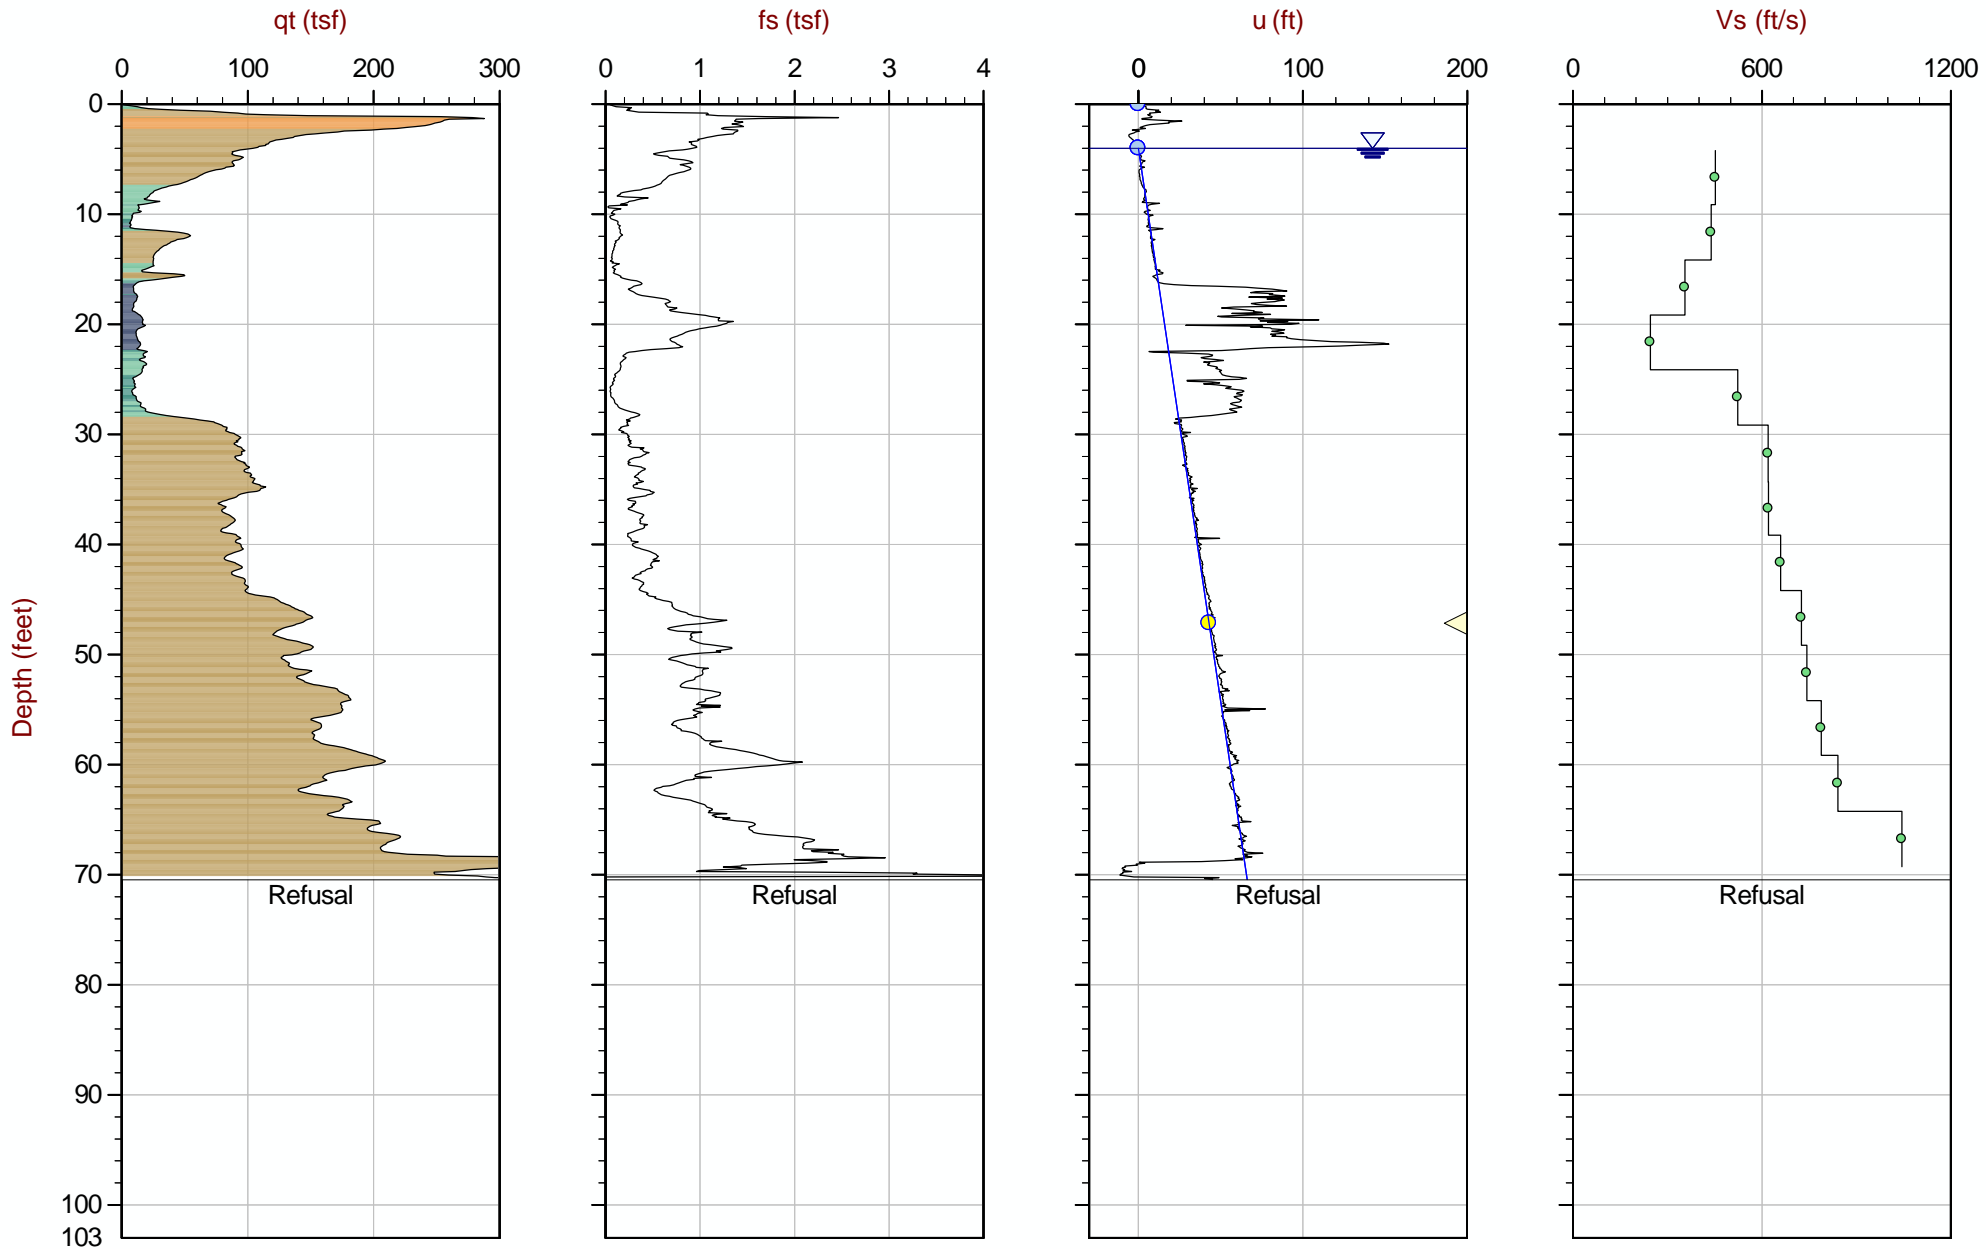 qt (tsf)
fs (tsf)
u (ft)
Vs (ft/s)
0 100 200 300
0 1 2 3 4
0 100 200
0 600 1200
Depth (feet)
0
10
20
30
40
50
60
70
80
90
100
103
Refusal
Refusal
Refusal
Refusal